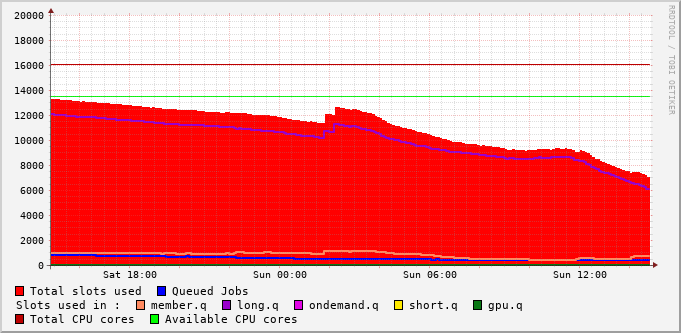 20000
18000
16000
14000
12000
10000
8000
6000
4000
2000
0
Sat 18:00 Sun 00:00 Sun 06:00 Sun 12:00
RRDTOOL / TOBI OETIKER
Total slots used Queued Jobs
Slots used in : member.q long.q ondemand.q short.q gpu.q
Total CPU cores Available CPU cores